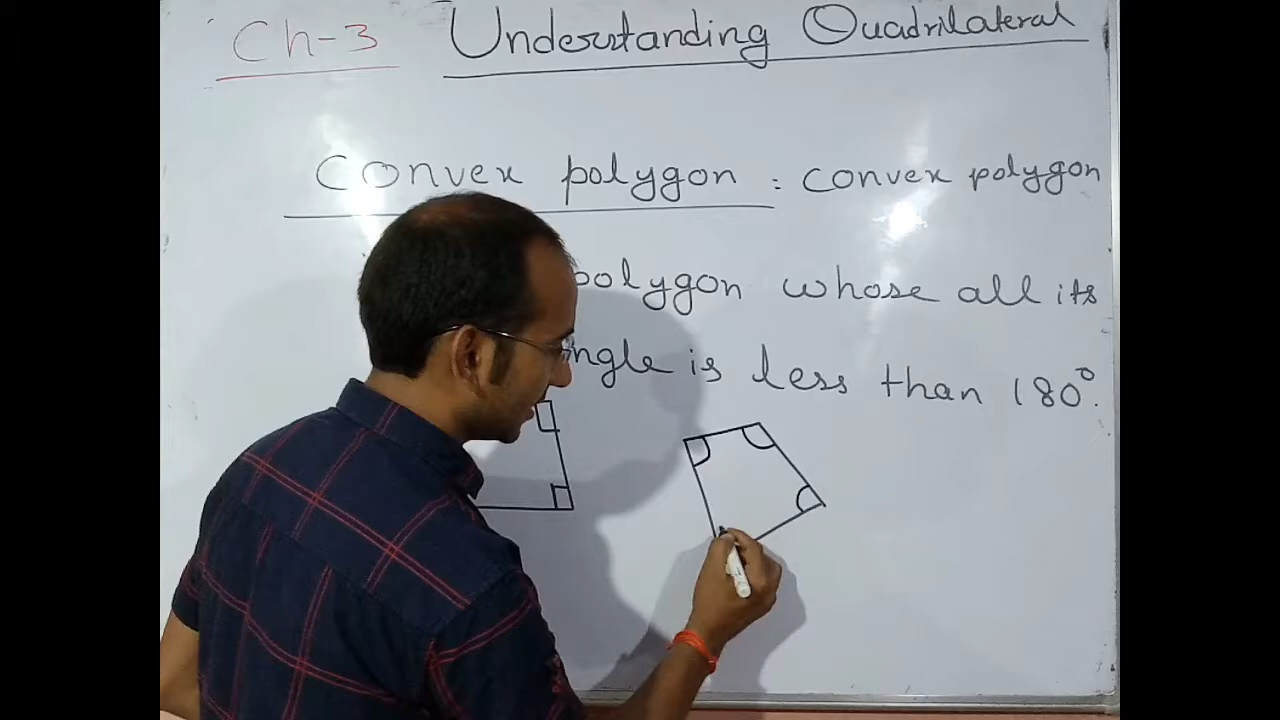 Ch-3 Understanding Quadrilateral
Convex polygon : convex polygon
polygon whose all its
ngle is less than 180°.